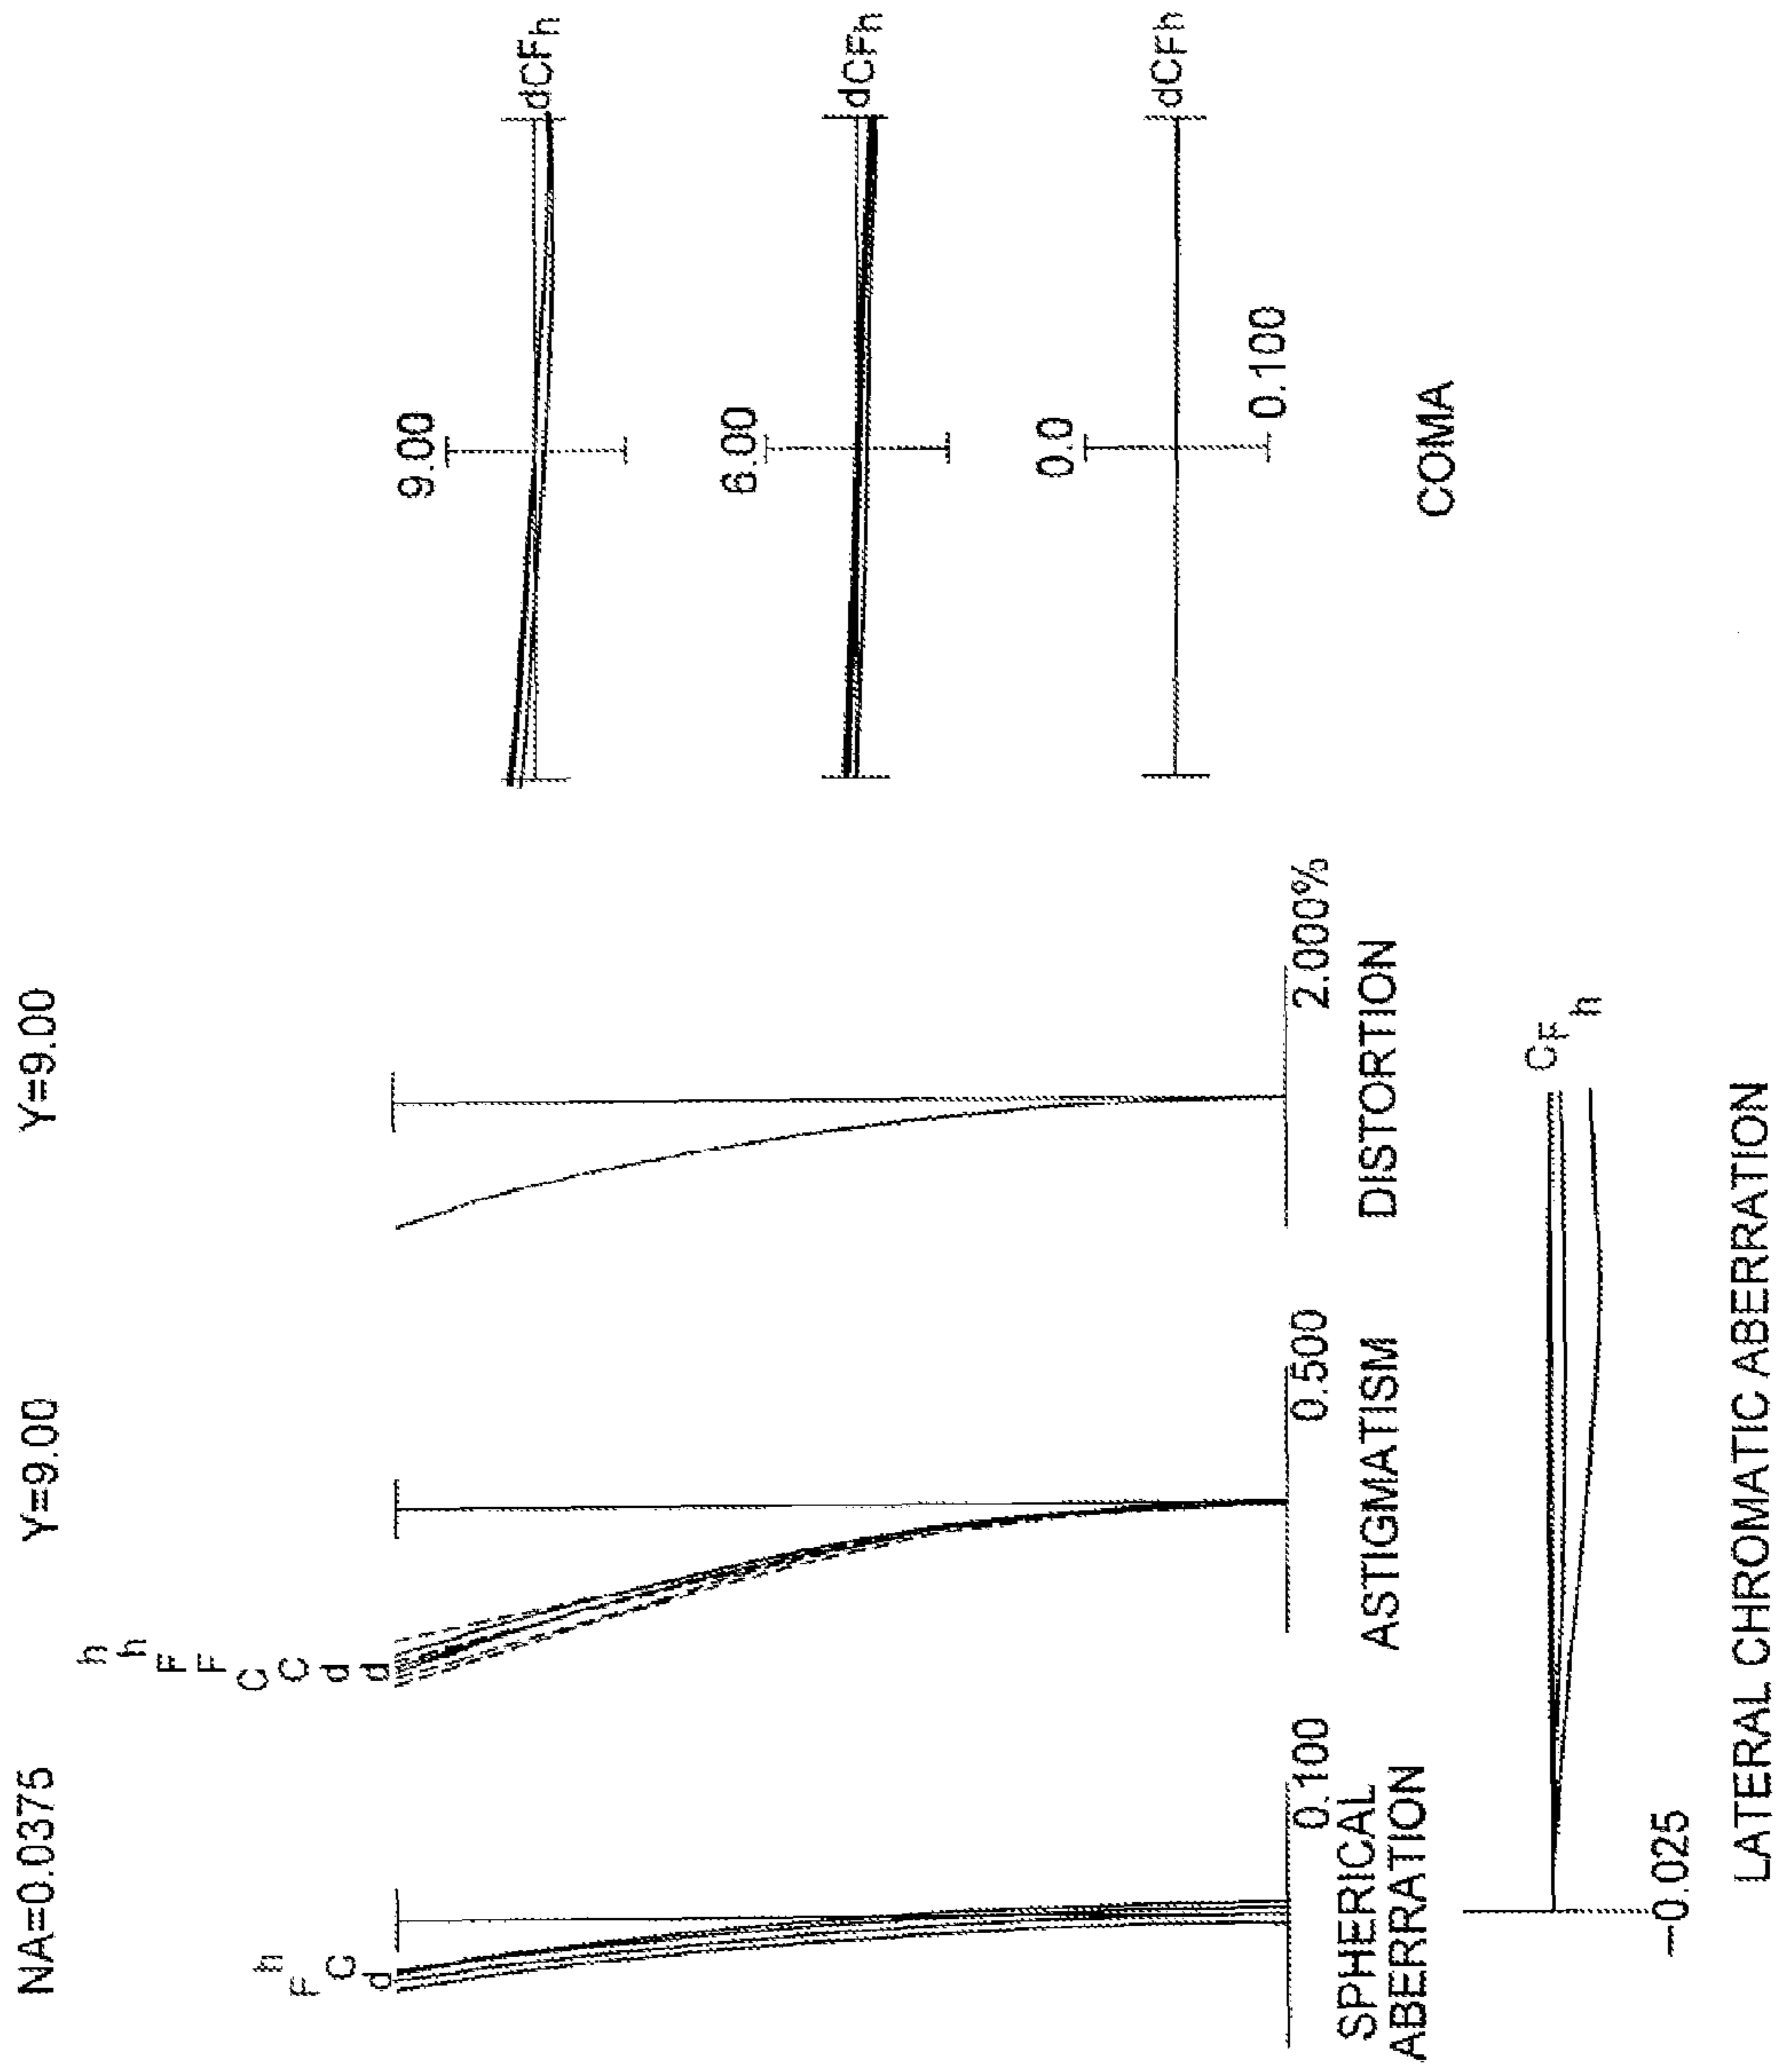 NA=0.0375
h
F
C
d
0.100
SPHERICAL
ABERRATION
Y=9.00
h
h
F
F
C
C
d
d
0.500
ASTIGMATISM
Y=9.00
2.000%
DISTORTION
9.00
dCFh
6.00
dCFh
0.0
dCFh
0.100
COMA
C
F
h
−0.025
LATERAL CHROMATIC ABERRATION